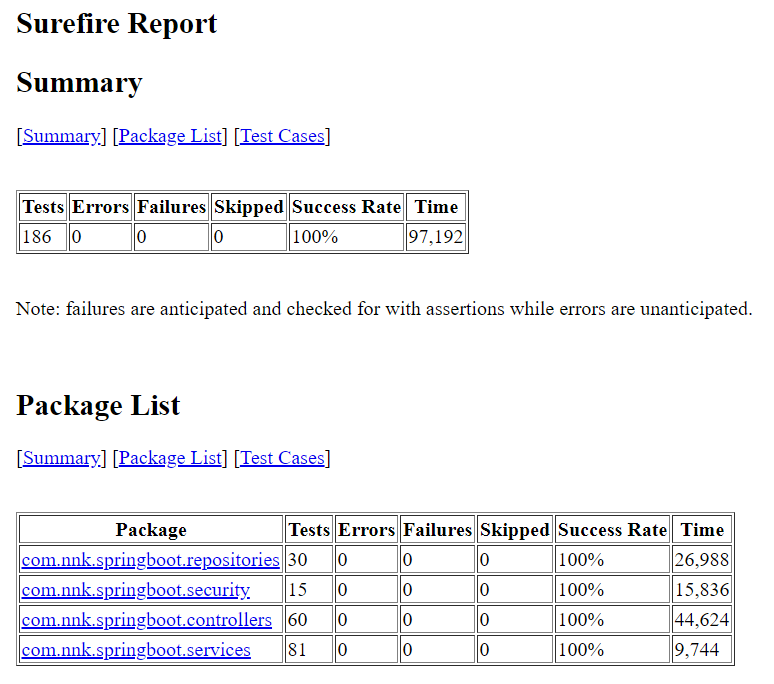 Surefire Report
Summary
[Summary] [Package List] [Test Cases]
Tests Errors Failures Skipped Success Rate Time
186 0 0 0 100% 97,192
Note: failures are anticipated and checked for with assertions while errors are unanticipated.
Package List
[Summary] [Package List] [Test Cases]
Package Tests Errors Failures Skipped Success Rate Time
com.nnk.springboot.repositories 30 0 0 0 100% 26,988
com.nnk.springboot.security 15 0 0 0 100% 15,836
com.nnk.springboot.controllers 60 0 0 0 100% 44,624
com.nnk.springboot.services 81 0 0 0 100% 9,744